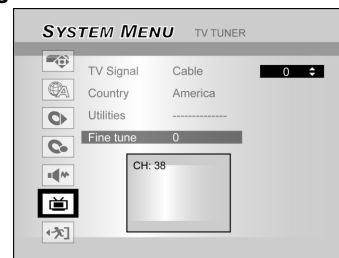 SYSTEM MENU TV TUNER
TV Signal Cable 0
Country America
Utilities --------------
Fine tune 0
CH: 38